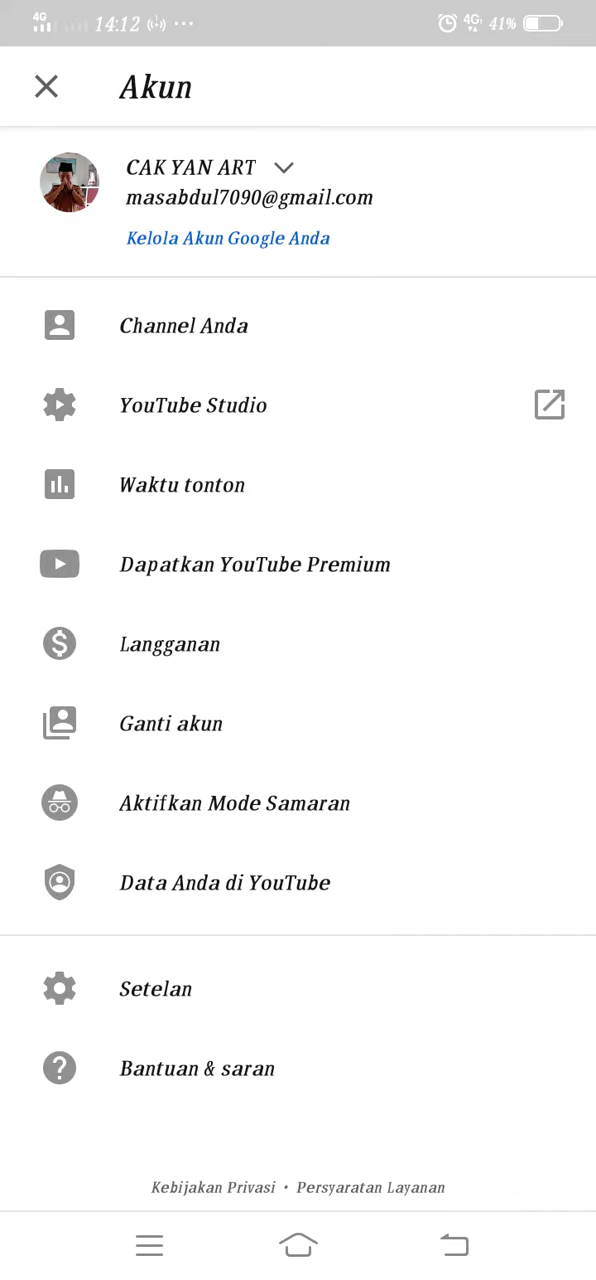 4G 14:12 ...
4G 41%
Akun
CAK YAN ART
masabdul7090@gmail.com
Kelola Akun Google Anda
Channel Anda
YouTube Studio
Waktu tonton
Dapatkan YouTube Premium
Langganan
Ganti akun
Aktifkan Mode Samaran
Data Anda di YouTube
Setelan
Bantuan & saran
Kebijakan Privasi • Persyaratan Layanan